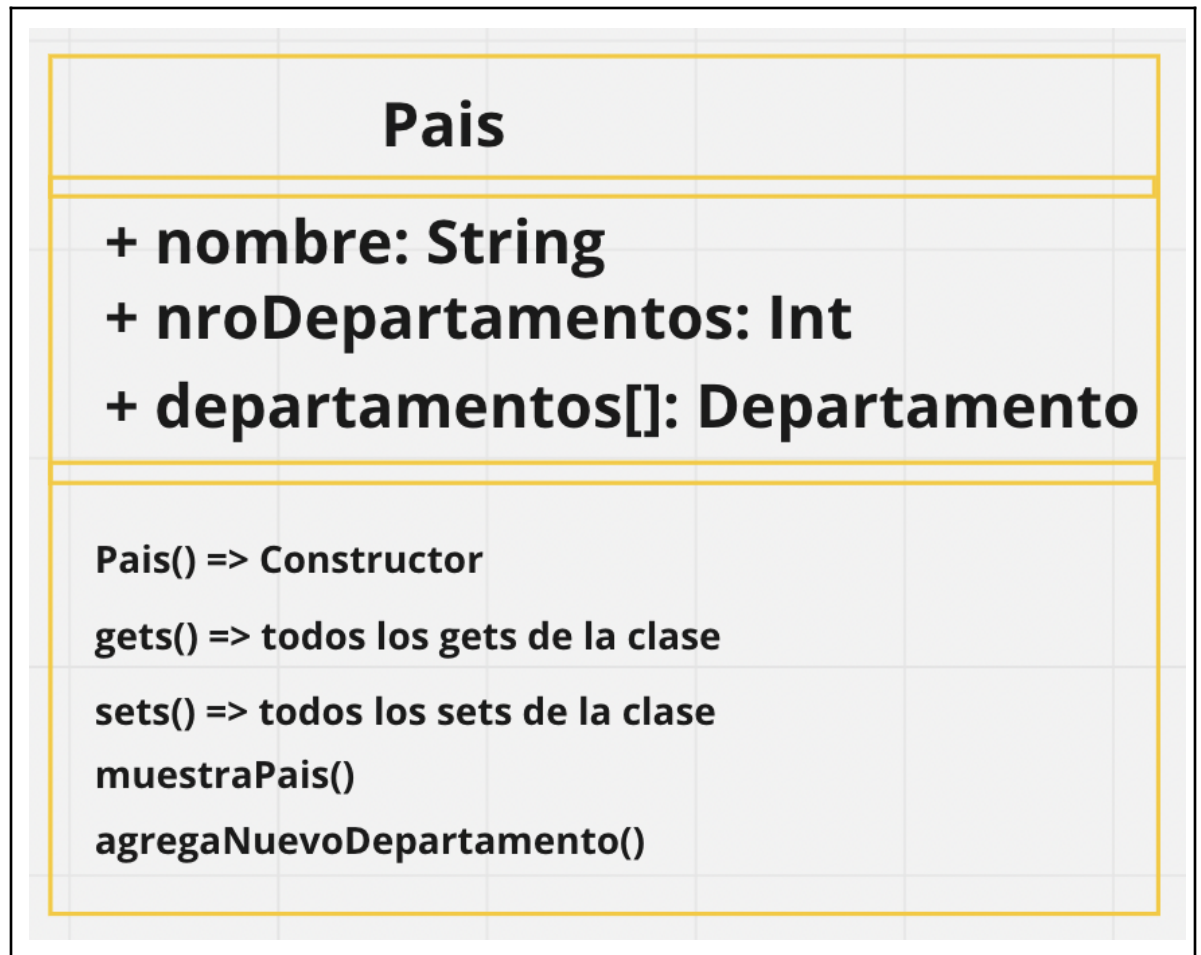 Pais
+ nombre: String
+ nroDepartamentos: Int
+ departamentos[]: Departamento
Pais() => Constructor
gets() => todos los gets de la clase
sets() => todos los sets de la clase
muestraPais()
agregaNuevoDepartamento()